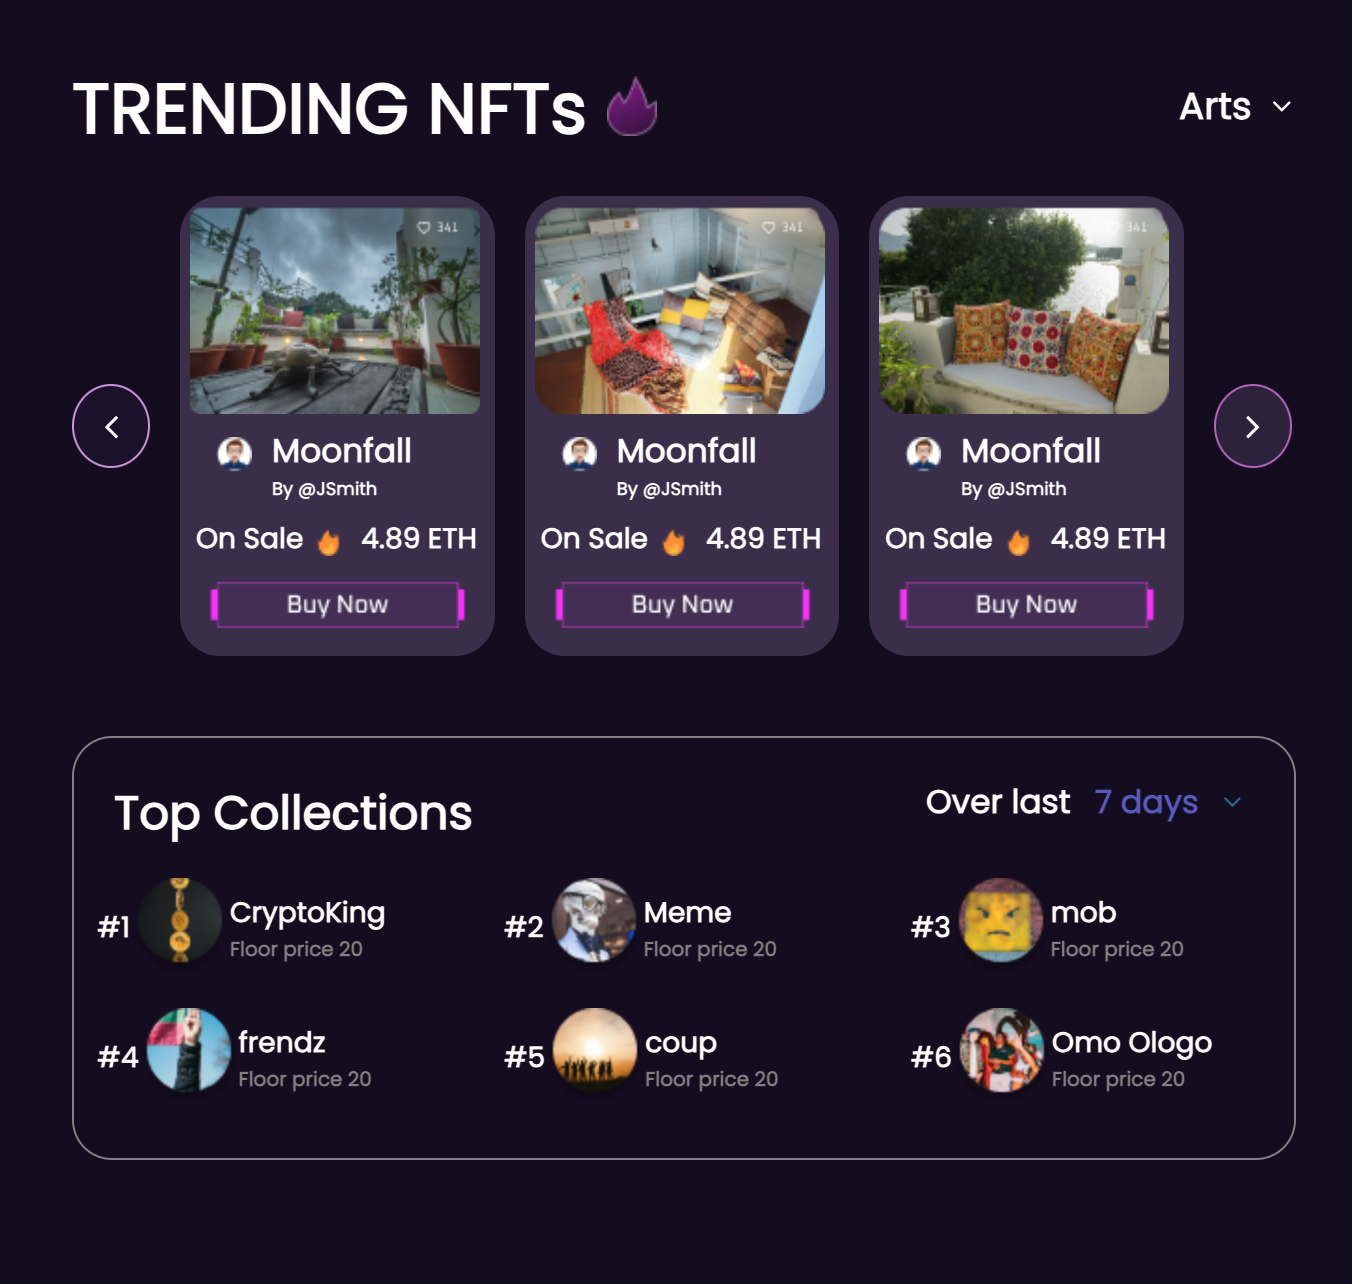 TRENDING NFTs
Arts
341
341
341
Moonfall
By @JSmith
On Sale 4.89 ETH
Buy Now
Moonfall
By @JSmith
On Sale 4.89 ETH
Buy Now
Moonfall
By @JSmith
On Sale 4.89 ETH
Buy Now
Top Collections
Over last 7 days
#1 CryptoKing
Floor price 20
#2 Meme
Floor price 20
#3 mob
Floor price 20
#4 frendz
Floor price 20
#5 coup
Floor price 20
#6 Omo Ologo
Floor price 20